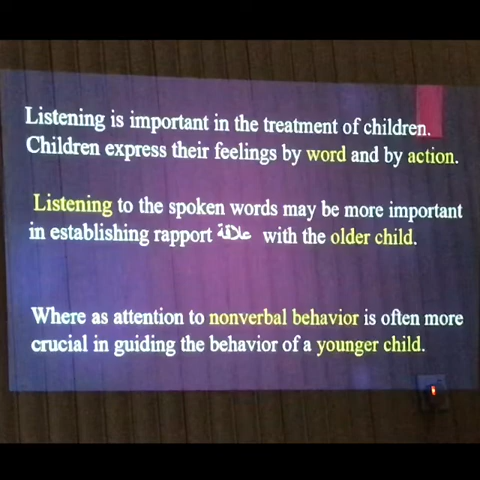 Listening is important in the treatment of children.
Children express their feelings by word and by action.
Listening to the spoken words may be more important
in establishing rapport علاقة with the older child.
Where as attention to nonverbal behavior is often more
crucial in guiding the behavior of a younger child.